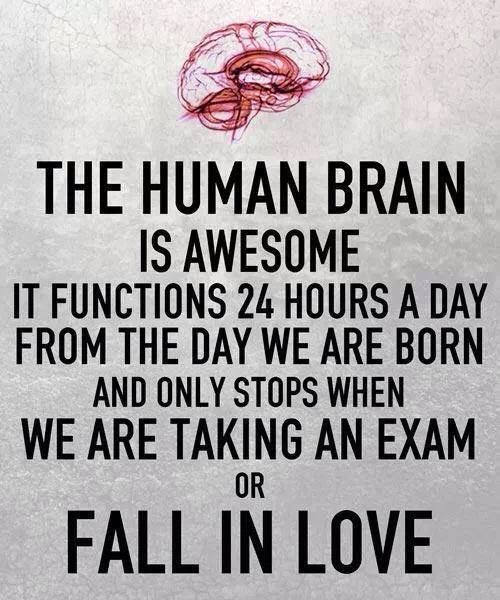 THE HUMAN BRAIN
IS AWESOME
IT FUNCTIONS 24 HOURS A DAY
FROM THE DAY WE ARE BORN
AND ONLY STOPS WHEN
WE ARE TAKING AN EXAM
OR
FALL IN LOVE